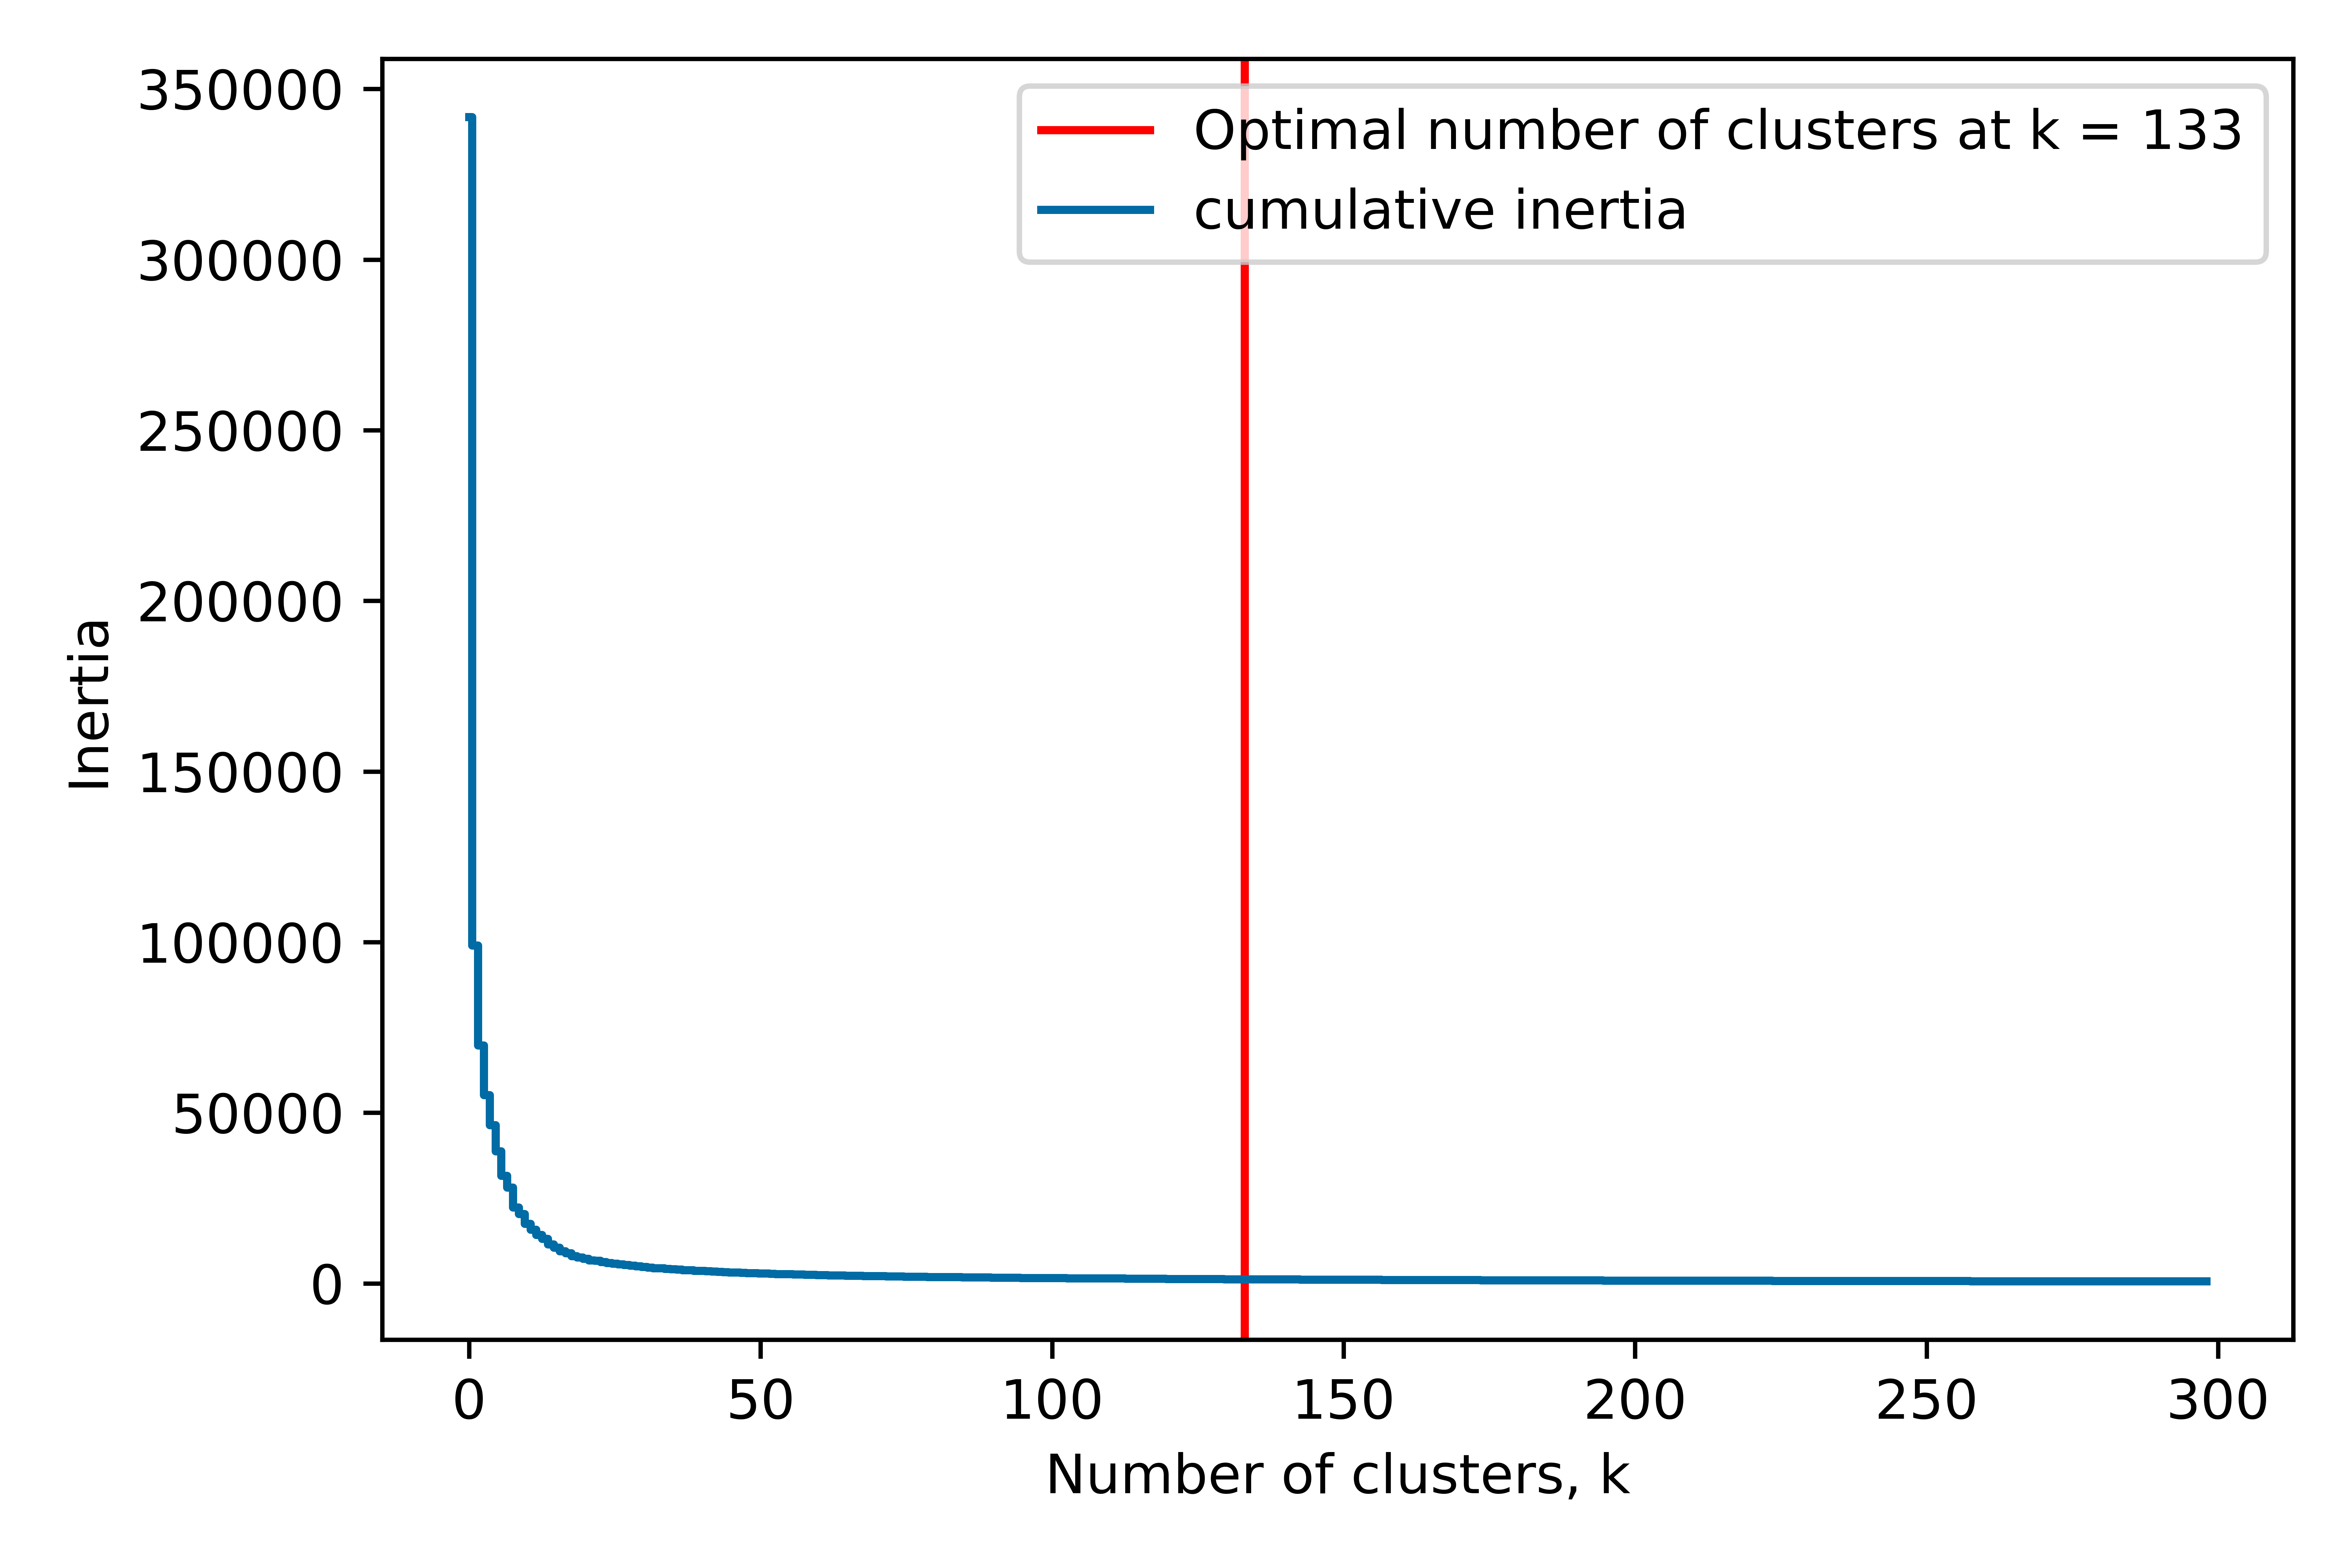 350000
300000
250000
200000
150000
100000
50000
0
Inertia
Optimal number of clusters at k = 133
cumulative inertia
0 50 100 150 200 250 300
Number of clusters, k